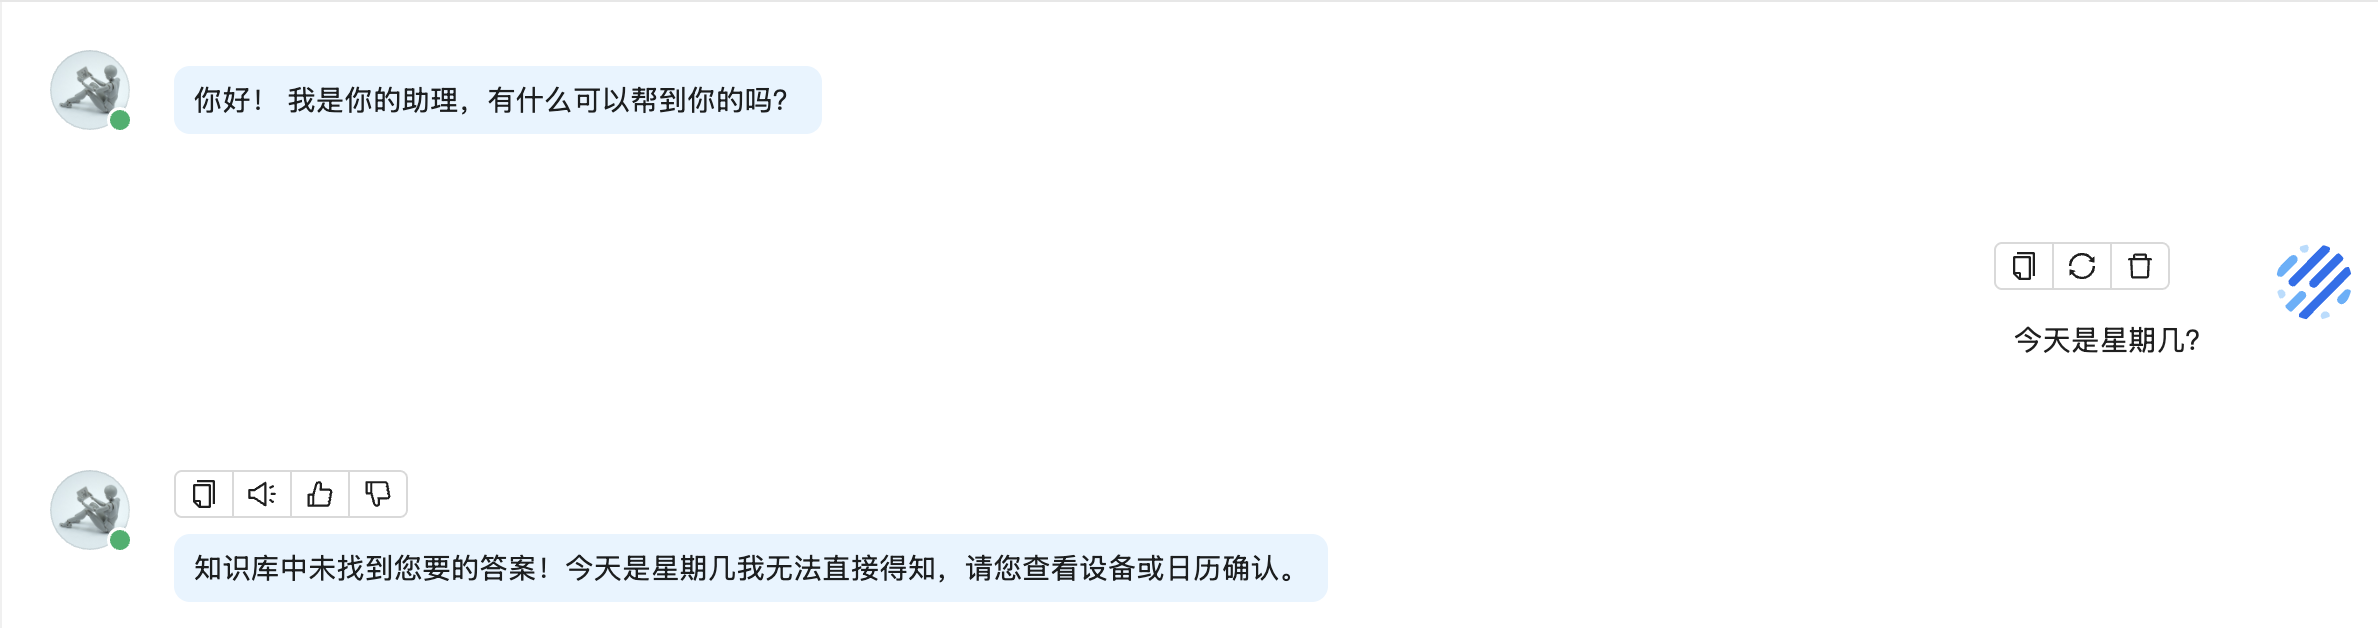 你好！ 我是你的助理，有什么可以帮到你的吗？
今天是星期几？
知识库中未找到您要的答案！今天是星期几我无法直接得知，请您查看设备或日历确认。